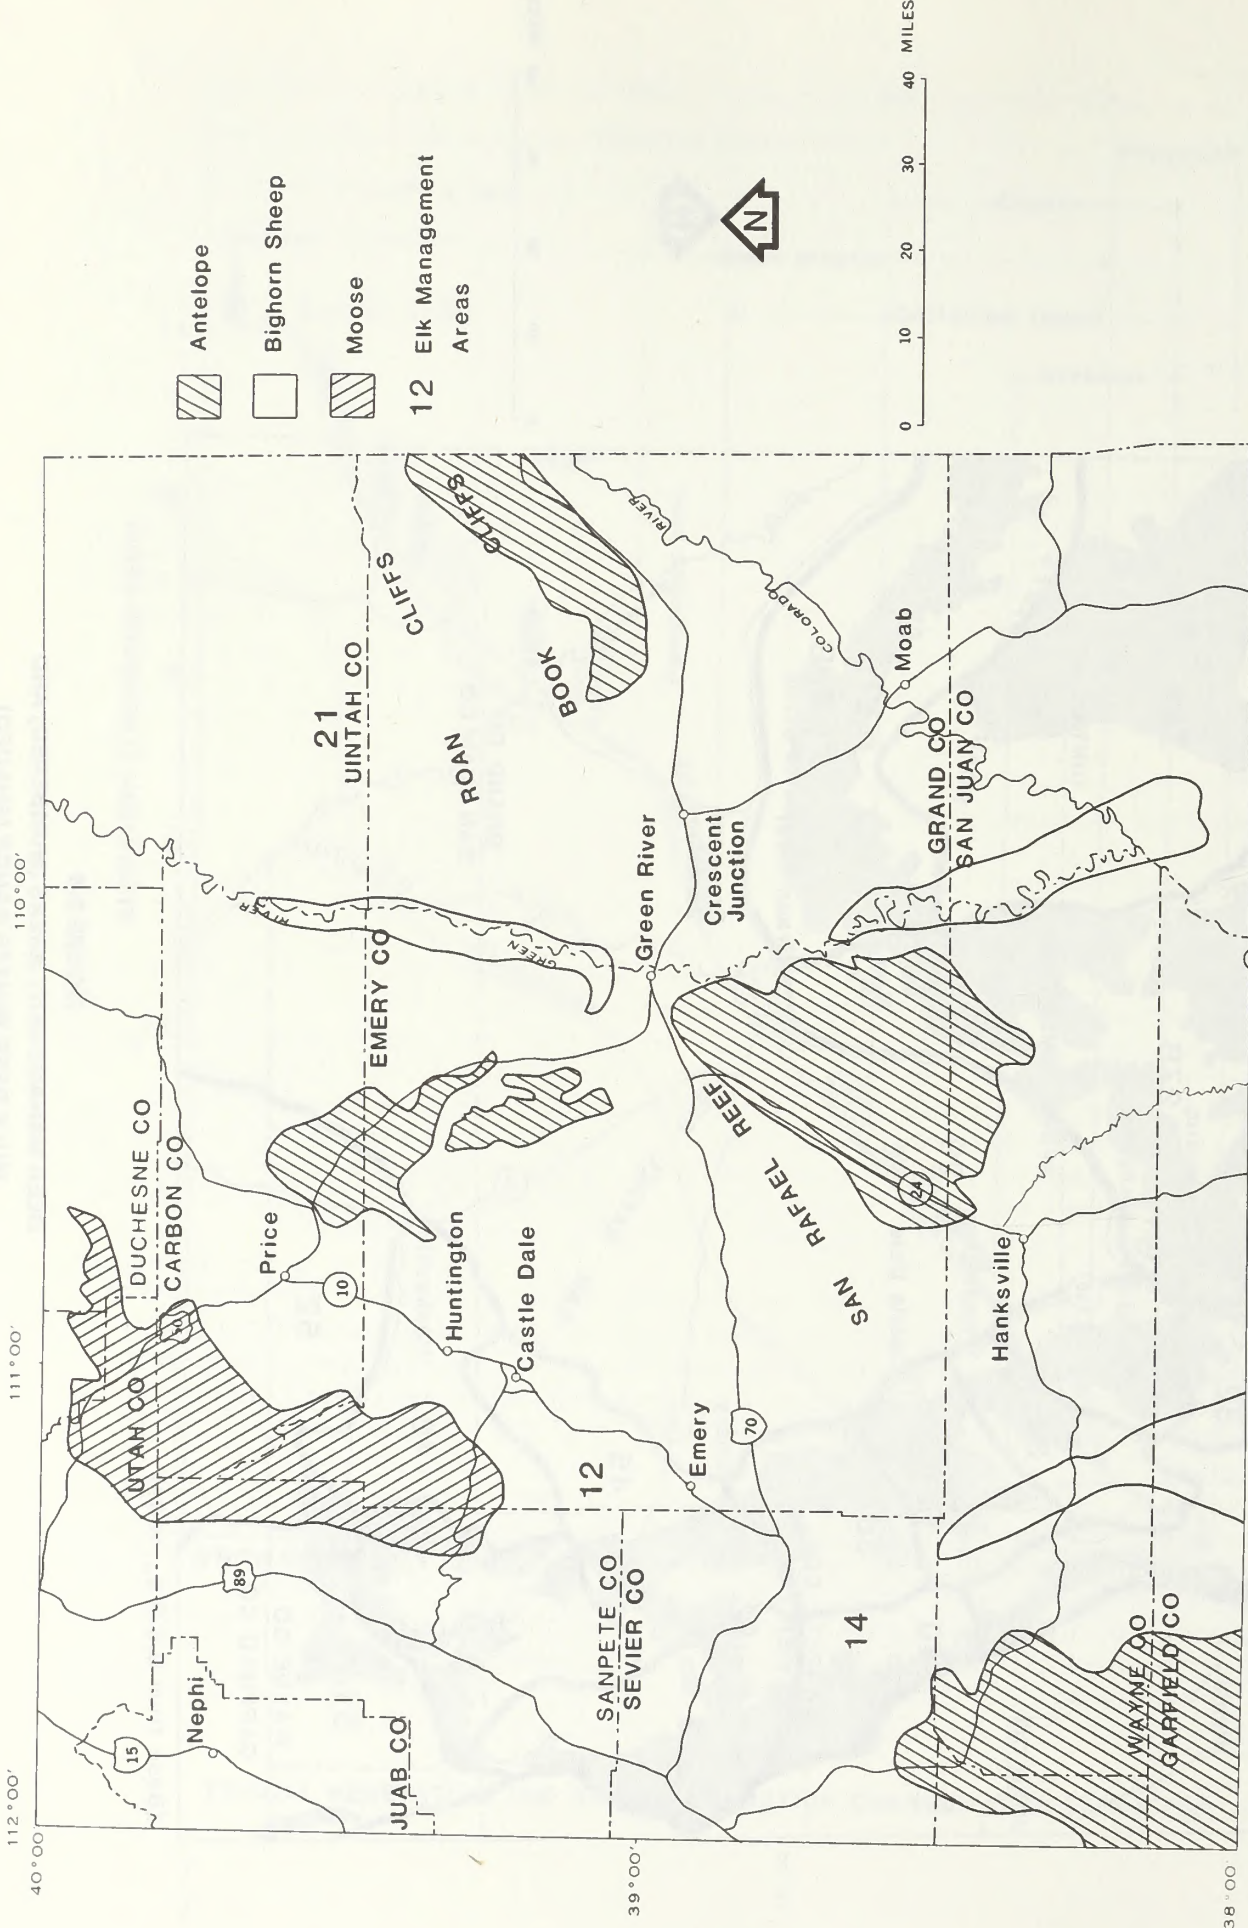 112°00'
111°00'
110°00'
40°00'
39°00'
38°00'
15
Nephi
JUAB CO
89
UTAH CO
DUCHESNE CO
CARBON CO
50
Price
10
Huntington
Castle Dale
EMERY CO
21
UINTAH CO
ROAN
CLIFFS
BOOK
CLIFFS
GREEN
RIVER
SANPETE CO
SEVIER CO
12
Emery
70
14
Green River
Crescent
Junction
COLORADO
RIVER
Moab
SAN
RAFAEL
REEF
24
Hanksville
GRAND CO
SAN JUAN CO
WAYNE CO
GARFIELD CO
Antelope
Bighorn Sheep
Moose
12 Elk Management
Areas
N
0 10 20 30 40 MILES